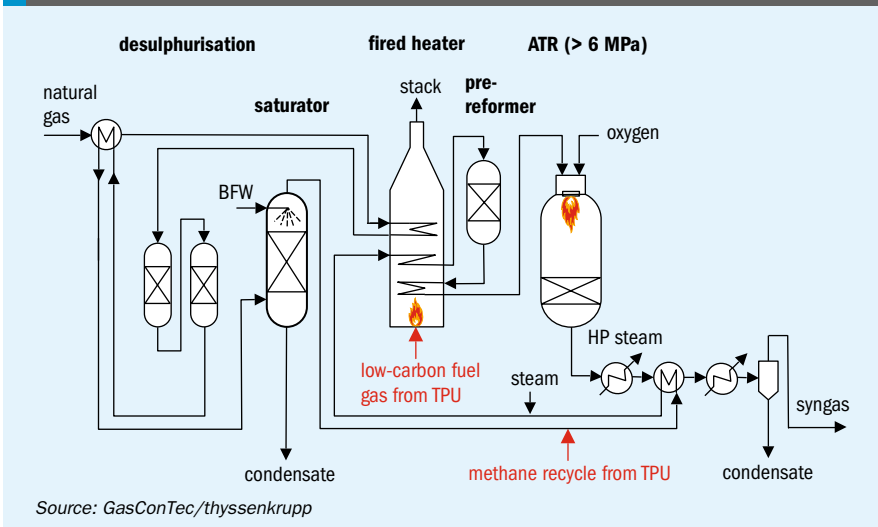 desulphurisation
fired heater
ATR (> 6 MPa)
natural
gas
saturator
stack
pre-
reformer
oxygen
BFW
HP steam
low-carbon fuel
gas from TPU
steam
syngas
condensate
methane recycle from TPU
condensate
Source: GasConTec/thyssenkrupp